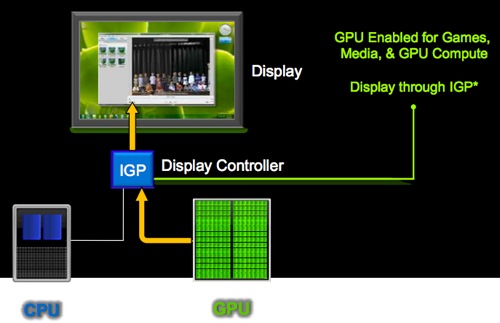 GPU Enabled for Games,
Media, & GPU Compute
Display through IGP*
Display
IGP
Display Controller
CPU
GPU